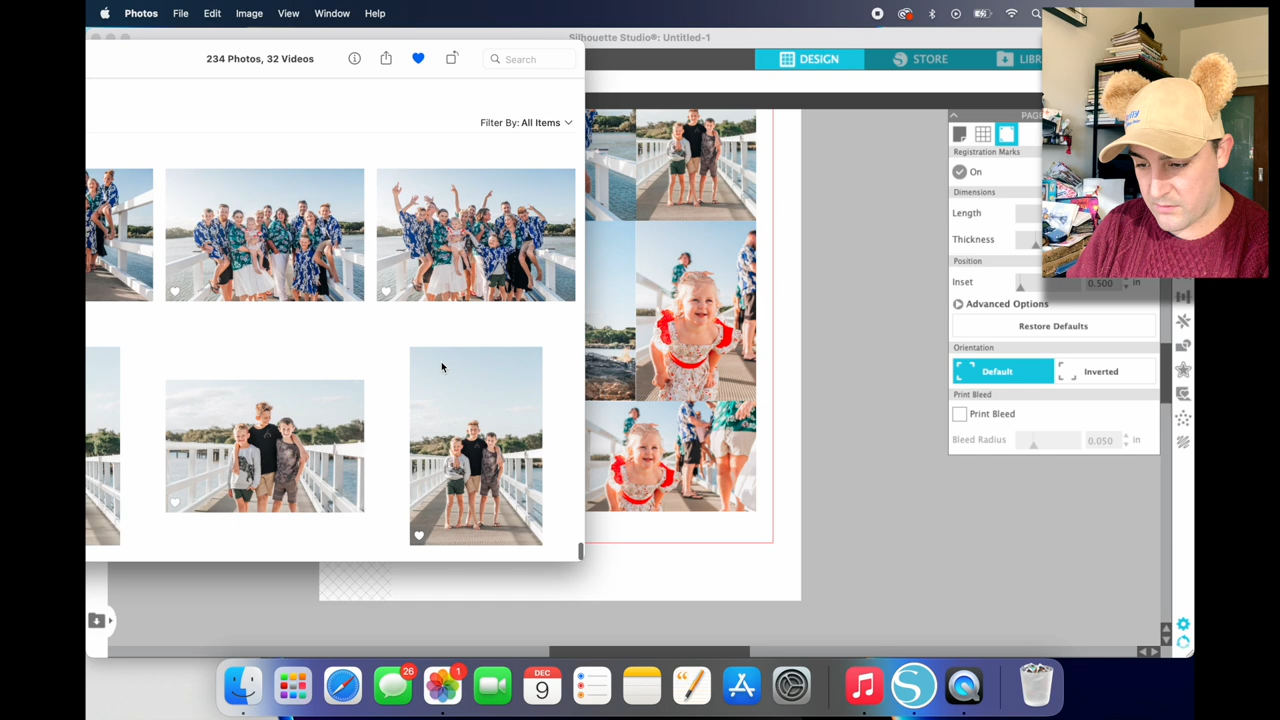 Photos File Edit Image View Window Help
Silhouette Studio®: Untitled-1
234 Photos, 32 Videos
Search
DESIGN
STORE
LIBR
Filter By: All Items
PAG
Registration Marks
On
Dimensions
Length
Thickness
Position
Inset
0.500
in
Advanced Options
Restore Defaults
Orientation
Default
Inverted
Print Bleed
Print Bleed
Bleed Radius
0.050
in
26
1
DEC
9
S